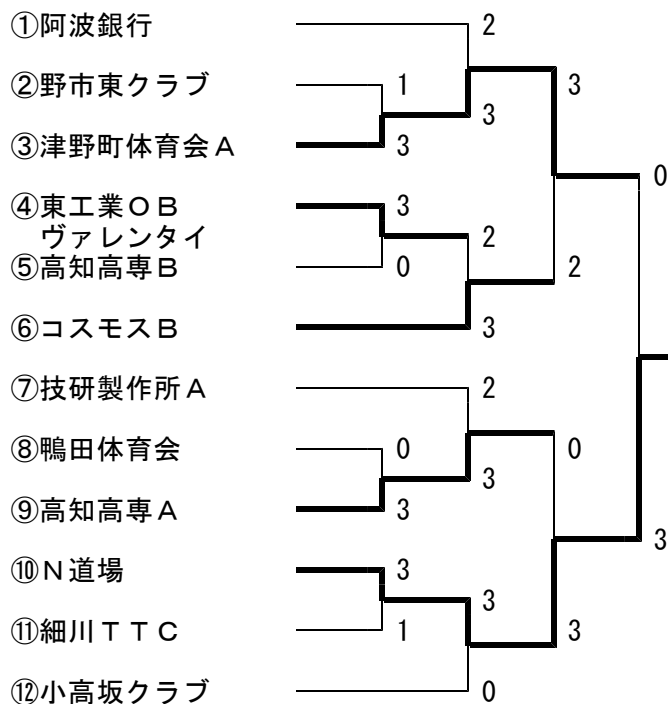 ①阿波銀行
2
②野市東クラブ
1
3
3
③津野町体育会Ａ
3
0
④東工業ＯＢ
ヴァレンタイ
3
2
⑤高知高専Ｂ
0
2
⑥コスモスＢ
3
⑦技研製作所Ａ
2
⑧鴨田体育会
0
0
3
⑨高知高専Ａ
3
3
⑩Ｎ道場
3
3
⑪細川ＴＴＣ
1
3
⑫小高坂クラブ
0